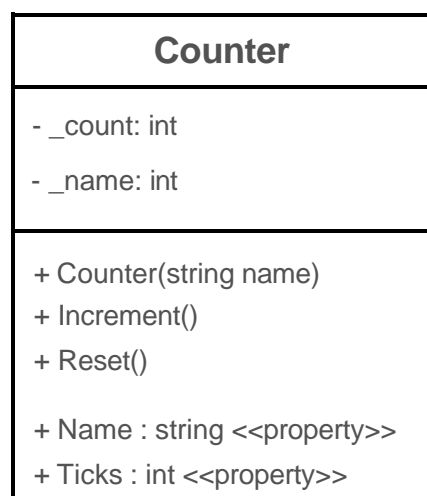 Counter
- _count: int
- _name: int
+ Counter(string name)
+ Increment()
+ Reset()
+ Name : string <<property>>
+ Ticks : int <<property>>